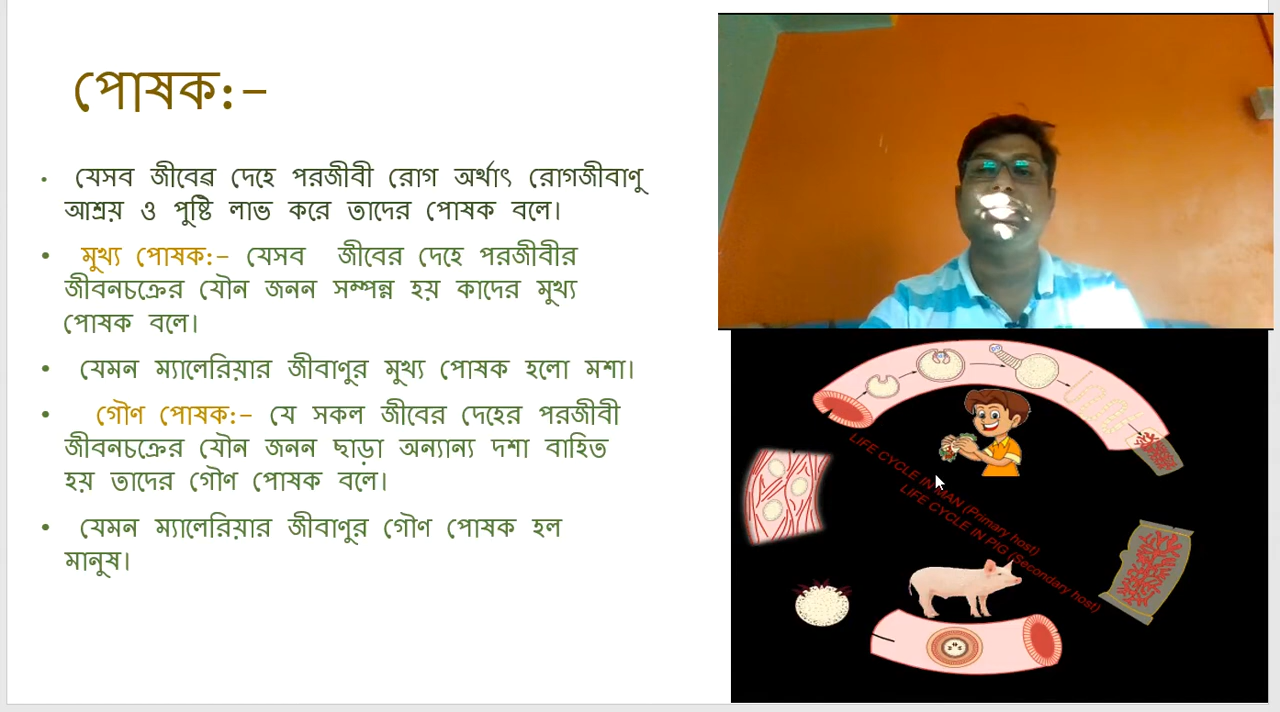 পোষক:-
• যেসব জীবের দেহে পরজীবী রোগ অর্থাৎ রোগজীবাণু
আশ্রয় ও পুষ্টি লাভ করে তাদের পোষক বলে।
• মুখ্য পোষক:- যেসব জীবের দেহে পরজীবীর
জীবনচক্রের যৌন জনন সম্পন্ন হয় কাদের মুখ্য
পোষক বলে।
• যেমন ম্যালেরিয়ার জীবাণুর মুখ্য পোষক হলো মশা।
• গৌণ পোষক:- যে সকল জীবের দেহের পরজীবী
জীবনচক্রের যৌন জনন ছাড়া অন্যান্য দশা বাহিত
হয় তাদের গৌণ পোষক বলে।
• যেমন ম্যালেরিয়ার জীবাণুর গৌণ পোষক হল
মানুষ।
LIFE CYCLE IN MAN (Primary host)
LIFE CYCLE IN PIG (Secondary host)